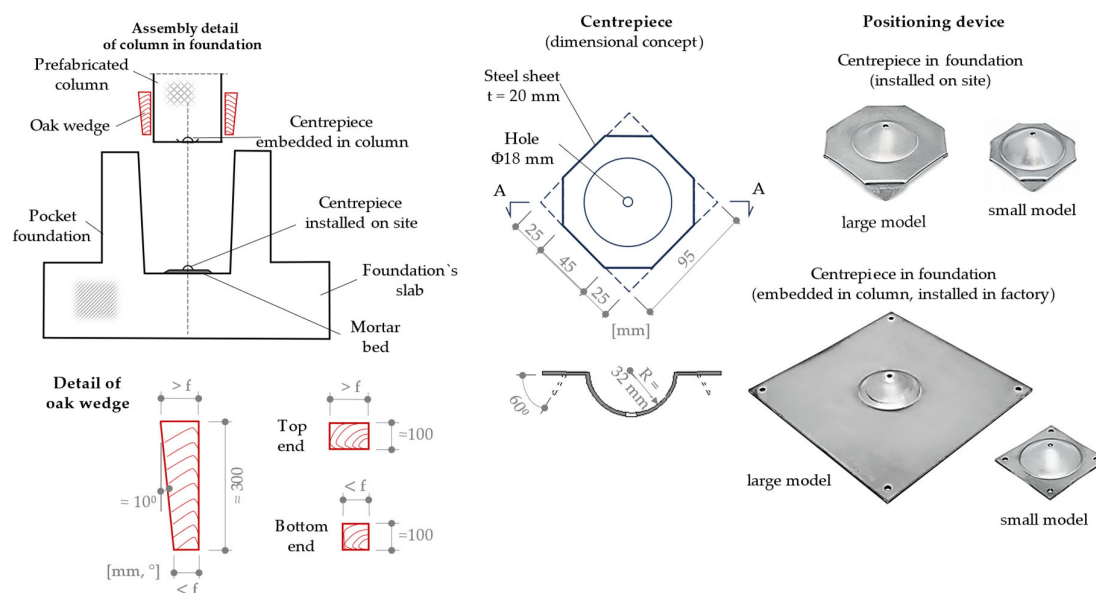 Assembly detail
of column in foundation
Prefabricated
column
Oak wedge
Centrepiece
embedded in column
Pocket
foundation
Centrepiece
installed on site
Foundation`s
slab
Mortar
bed
Detail of
oak wedge
> f
≈ 10⁰
≈ 300
[mm, °]
< f
Top
end
> f
≈100
Bottom
end
< f
≈100
Centrepiece
(dimensional concept)
Steel sheet
t = 20 mm
Hole
Φ18 mm
A
A
25
45
25
95
[mm]
60⁰
R =
32 mm
Positioning device
Centrepiece in foundation
(installed on site)
large model
small model
Centrepiece in foundation
(embedded in column, installed in factory)
large model
small model